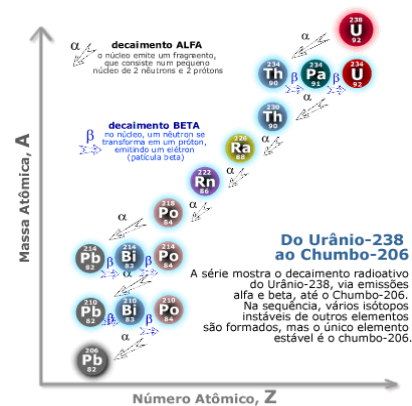 238
U
92
α
decaimento ALFA
o núcleo emite um fragmento,
que consiste num pequeno
núcleo de 2 nêutrons e 2 prótons
α
234
Th
90
β
234
Pa
91
β
234
U
92
α
230
Th
90
decaimento BETA
β
no núcleo, um nêutron se
transforma em um próton,
emitindo um elétron
(patícula beta)
α
226
Ra
88
α
222
Rn
86
α
218
Po
84
α
214
Pb
82
β
214
Bi
83
β
214
Po
84
α
210
Pb
82
β
210
Bi
83
β
210
Po
84
α
206
Pb
82
Do Urânio-238
ao Chumbo-206
A série mostra o decaimento radioativo
do Urânio-238, via emissões
alfa e beta, até o Chumbo-206.
Na sequência, vários isótopos
instáveis de outros elementos
são formados, mas o único elemento
estável é o chumbo-206.
Massa Atômica, A
Número Atômico, Z